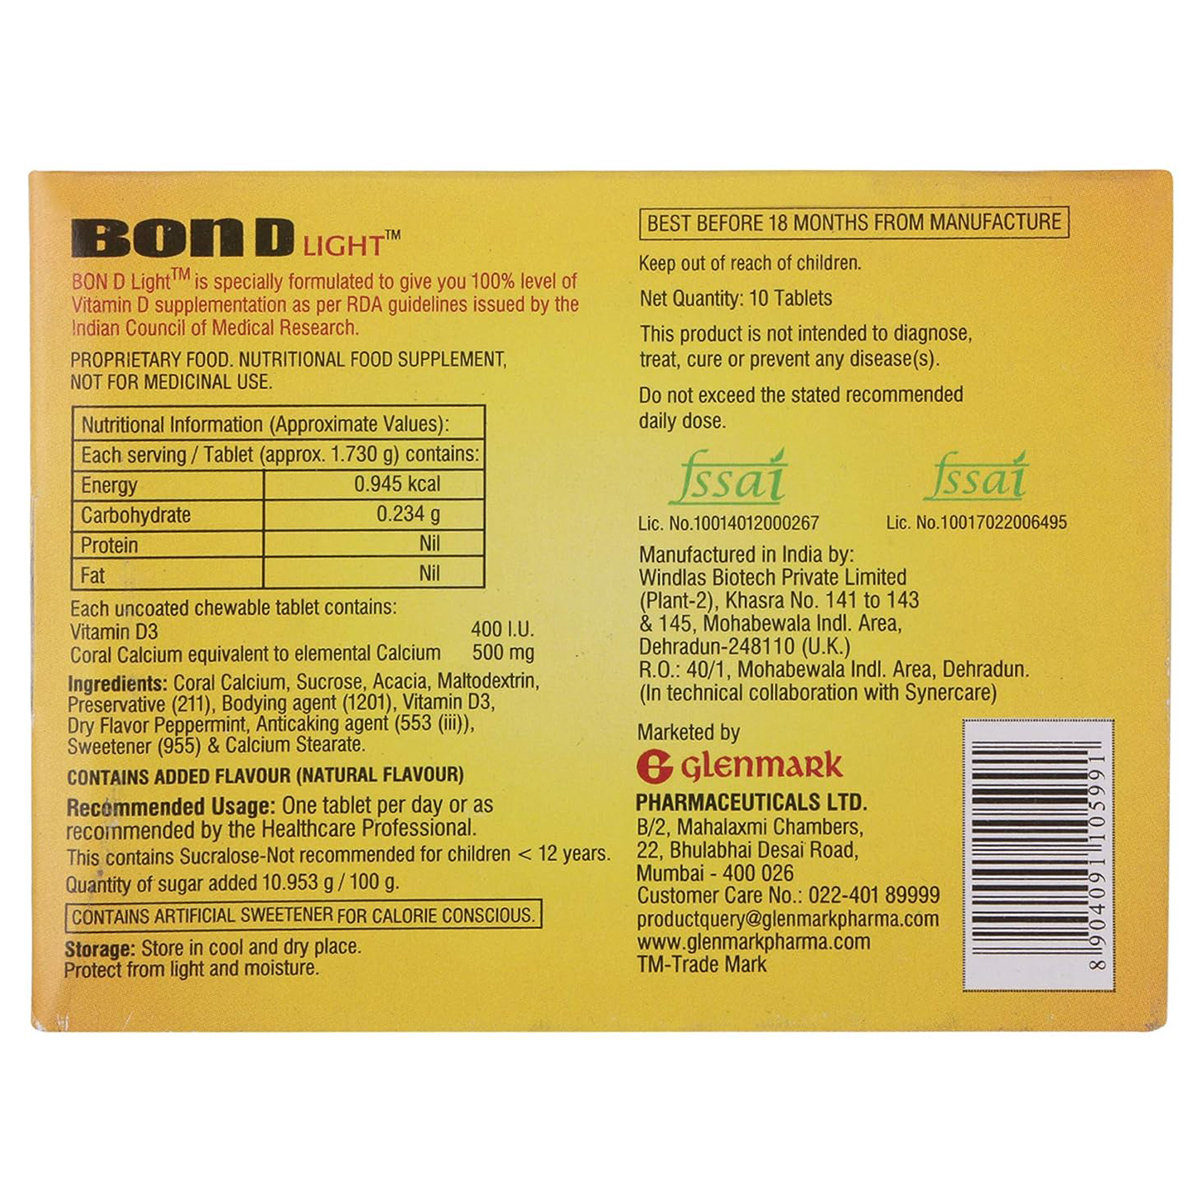 BON D LIGHT™
BON D Light™ is specially formulated to give you 100% level of
Vitamin D supplementation as per RDA guidelines issued by the
Indian Council of Medical Research.
PROPRIETARY FOOD. NUTRITIONAL FOOD SUPPLEMENT,
NOT FOR MEDICINAL USE.
Nutritional Information (Approximate Values):
Each serving / Tablet (approx. 1.730 g) contains:
Energy 0.945 kcal
Carbohydrate 0.234 g
Protein Nil
Fat Nil
Each uncoated chewable tablet contains:
Vitamin D3 400 I.U.
Coral Calcium equivalent to elemental Calcium 500 mg
Ingredients: Coral Calcium, Sucrose, Acacia, Maltodextrin,
Preservative (211), Bodying agent (1201), Vitamin D3,
Dry Flavor Peppermint, Anticaking agent (553 (iii)),
Sweetener (955) & Calcium Stearate.
CONTAINS ADDED FLAVOUR (NATURAL FLAVOUR)
Recommended Usage: One tablet per day or as
recommended by the Healthcare Professional.
This contains Sucralose-Not recommended for children < 12 years.
Quantity of sugar added 10.953 g / 100 g.
CONTAINS ARTIFICIAL SWEETENER FOR CALORIE CONSCIOUS.
Storage: Store in cool and dry place.
Protect from light and moisture.
BEST BEFORE 18 MONTHS FROM MANUFACTURE
Keep out of reach of children.
Net Quantity: 10 Tablets
This product is not intended to diagnose,
treat, cure or prevent any disease(s).
Do not exceed the stated recommended
daily dose.
fssai fssai
Lic. No.10014012000267 Lic. No.10017022006495
Manufactured in India by:
Windlas Biotech Private Limited
(Plant-2), Khasra No. 141 to 143
& 145, Mohabewala Indl. Area,
Dehradun-248110 (U.K.)
R.O.: 40/1, Mohabewala Indl. Area, Dehradun.
(In technical collaboration with Synercare)
Marketed by
glenmark
PHARMACEUTICALS LTD.
B/2, Mahalaxmi Chambers,
22, Bhulabhai Desai Road,
Mumbai - 400 026
Customer Care No.: 022-401 89999
productquery@glenmarkpharma.com
www.glenmarkpharma.com
TM-Trade Mark
8 904091 105991